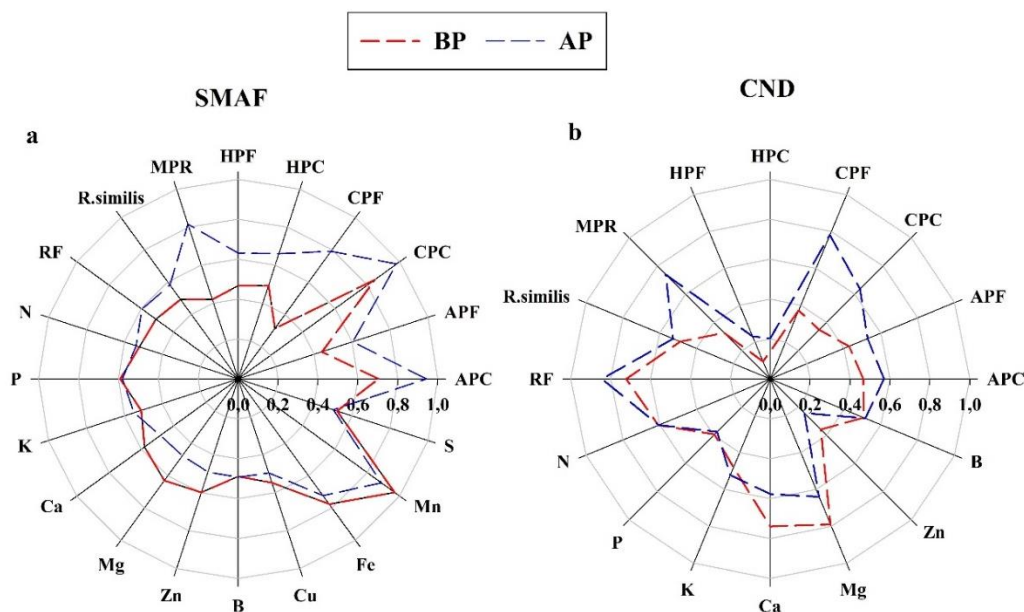 BP AP
SMAF
CND
a
b
HPF
MPR
HPC
R.similis
CPF
RF
CPC
N
APF
P
0,0 0,2 0,4 0,6 0,8 1,0
APC
K
S
Ca
Mn
Mg
Fe
Zn
Cu
B
HPC
HPF
CPF
MPR
CPC
R.similis
APF
RF
0,0 0,2 0,4 0,6 0,8 1,0
APC
N
B
P
Zn
K
Mg
Ca